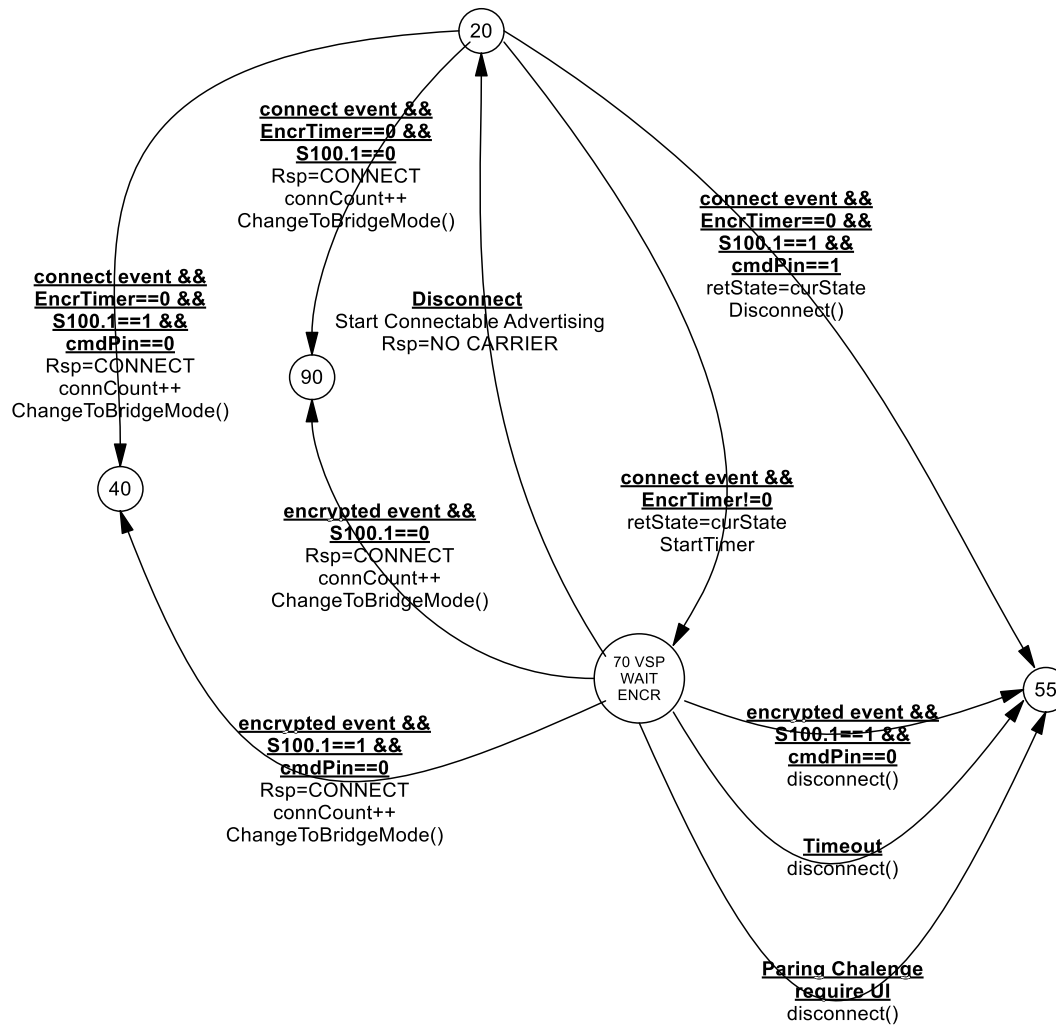 20
connect event &&
EncrTimer==0 &&
S100.1==0
Rsp=CONNECT
connCount++
ChangeToBridgeMode()
connect event &&
EncrTimer==0 &&
S100.1==1 &&
cmdPin==1
retState=curState
Disconnect()
connect event &&
EncrTimer==0 &&
S100.1==1 &&
cmdPin==0
Rsp=CONNECT
connCount++
ChangeToBridgeMode()
Disconnect
Start Connectable Advertising
Rsp=NO CARRIER
90
40
connect event &&
EncrTimer!=0
retState=curState
StartTimer
encrypted event &&
S100.1==0
Rsp=CONNECT
connCount++
ChangeToBridgeMode()
70 VSP
WAIT
ENCR
55
encrypted event &&
S100.1==1 &&
cmdPin==0
Rsp=CONNECT
connCount++
ChangeToBridgeMode()
encrypted event &&
S100.1==1 &&
cmdPin==0
disconnect()
Timeout
disconnect()
Paring Chalenge
require UI
disconnect()